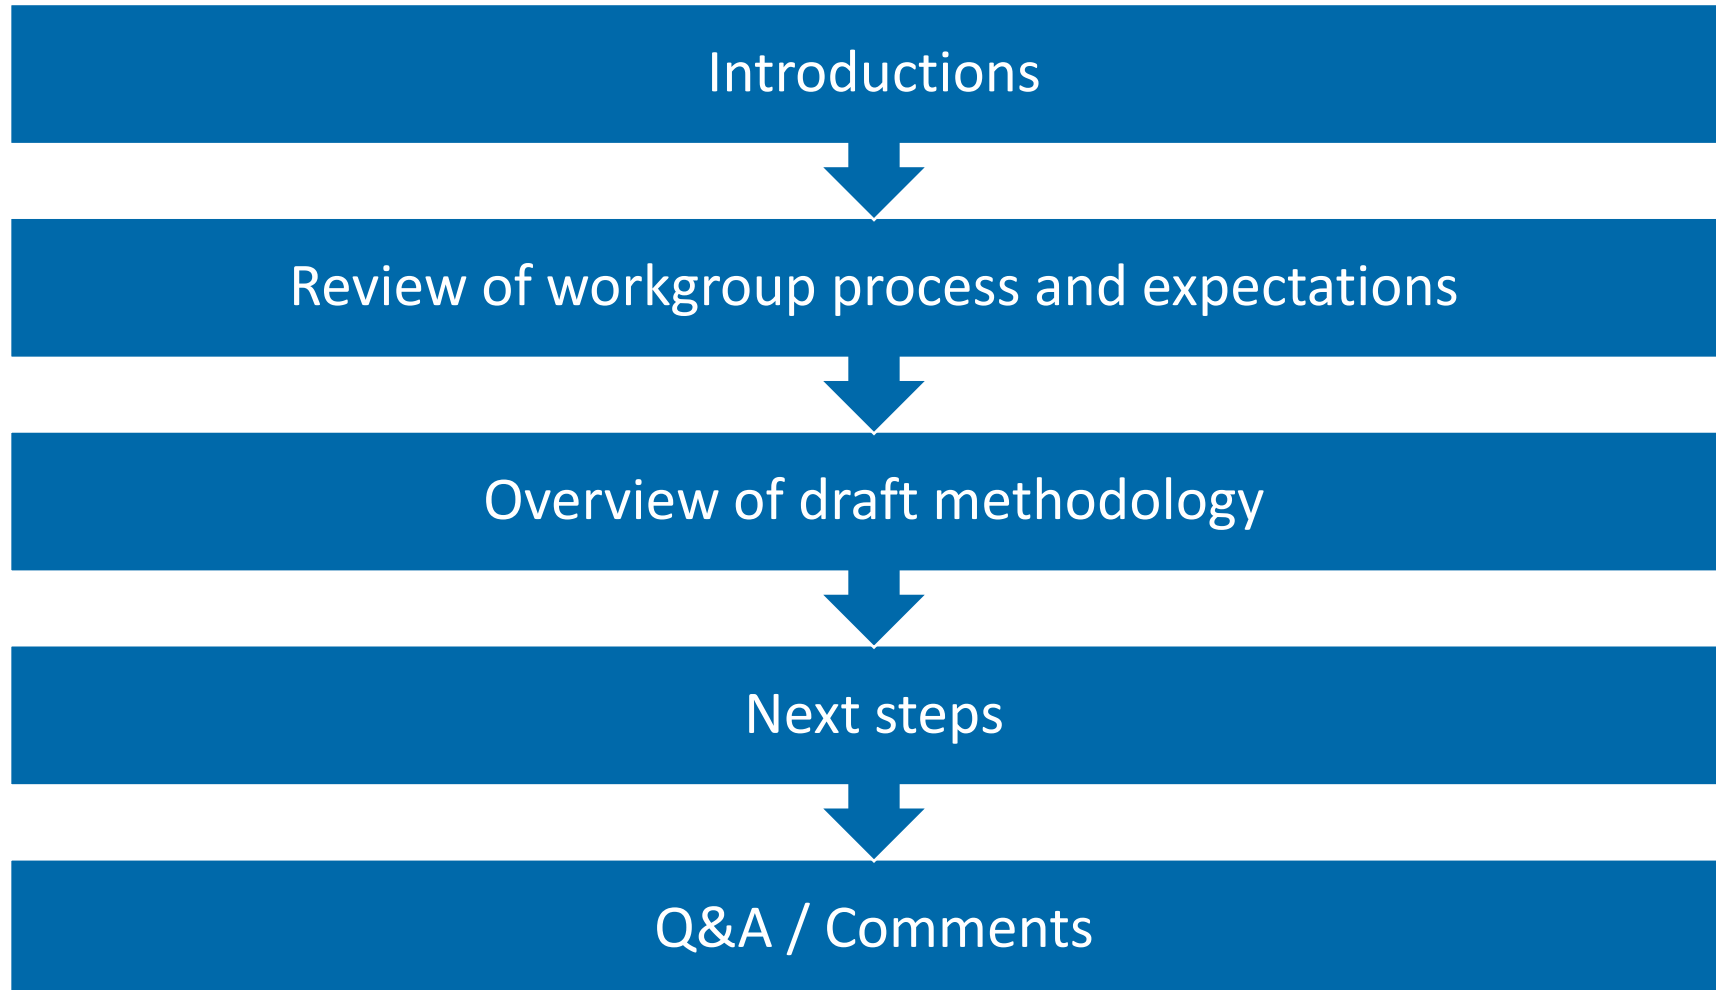 Introductions
Review of workgroup process and expectations
Overview of draft methodology
Next steps
Q&A / Comments